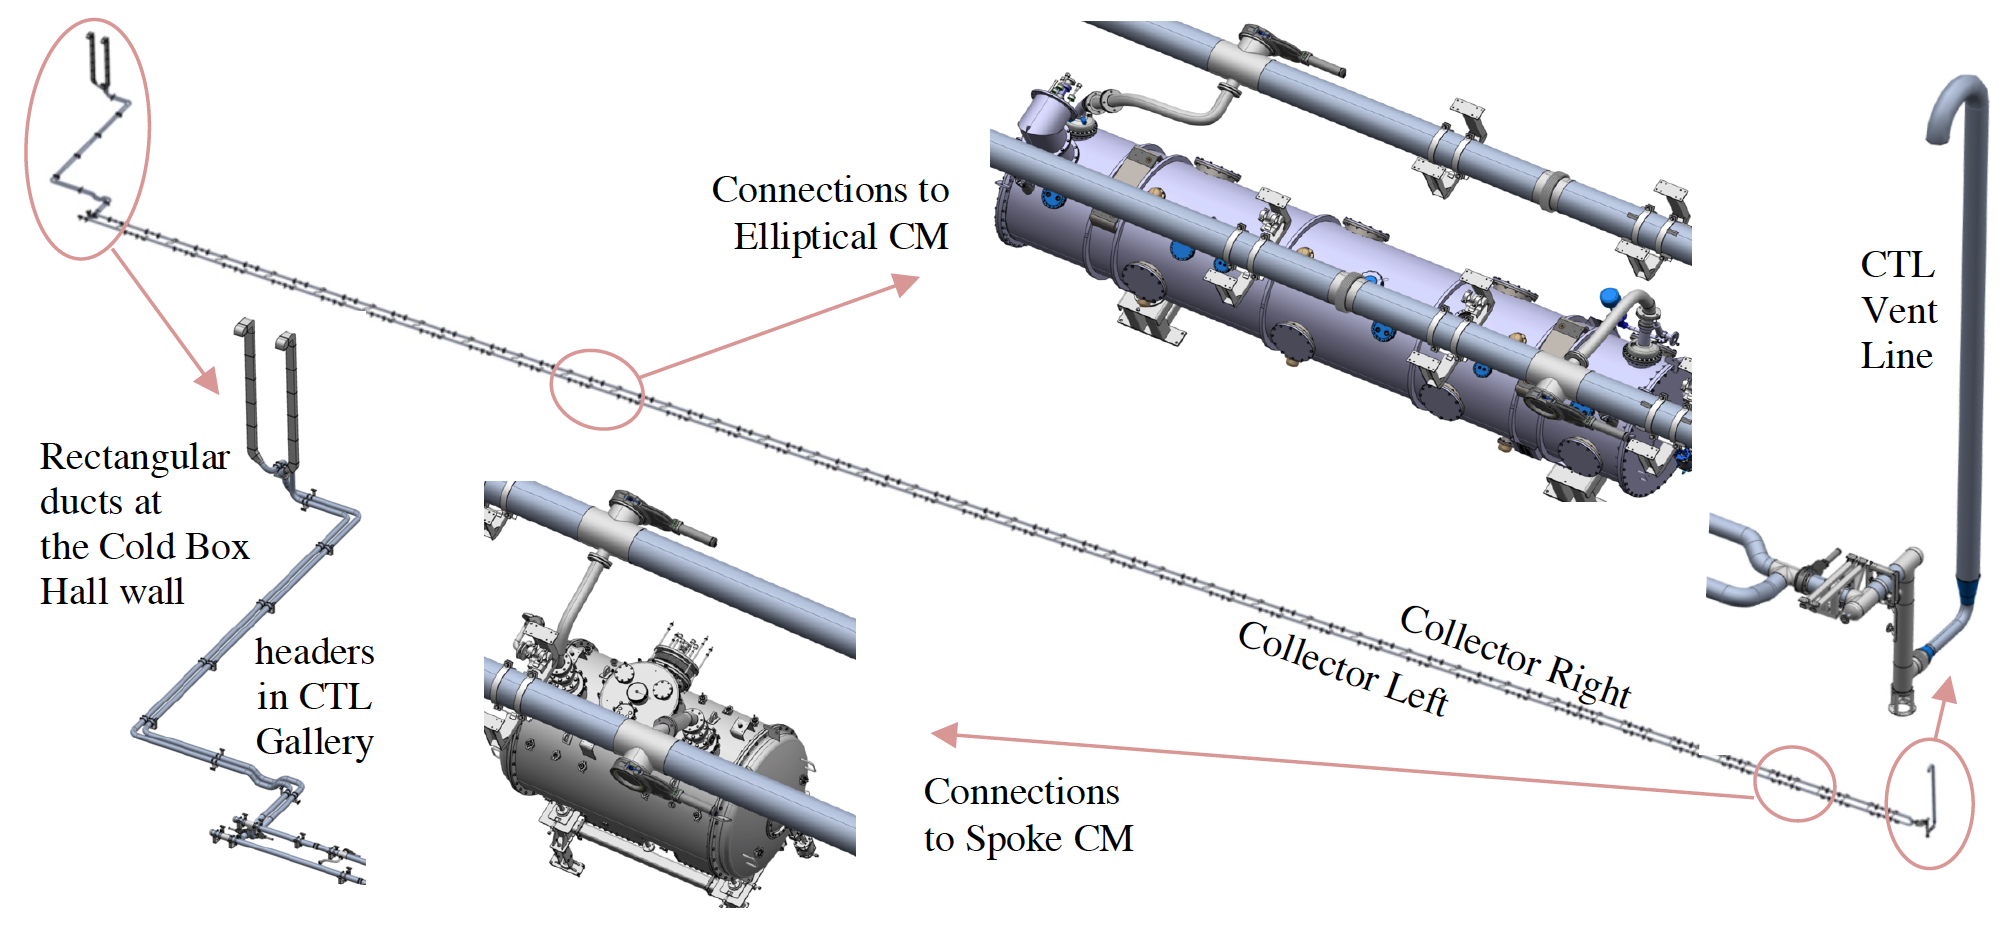 Connections to
Elliptical CM
CTL
Vent
Line
Rectangular
ducts at
the Cold Box
Hall wall
headers
in CTL
Gallery
Collector Right
Collector Left
Connections
to Spoke CM